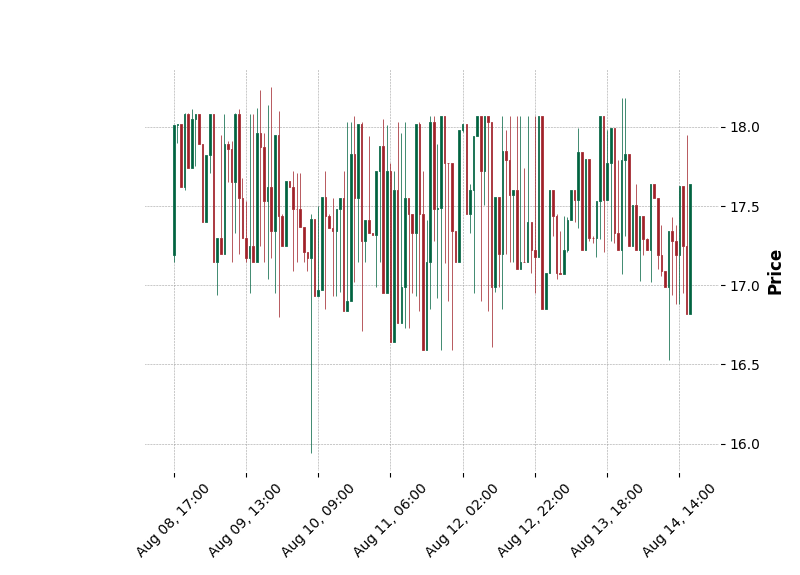 18.0
17.5
17.0
16.5
16.0
Price
Aug 08, 17:00
Aug 09, 13:00
Aug 10, 09:00
Aug 11, 06:00
Aug 12, 02:00
Aug 12, 22:00
Aug 13, 18:00
Aug 14, 14:00